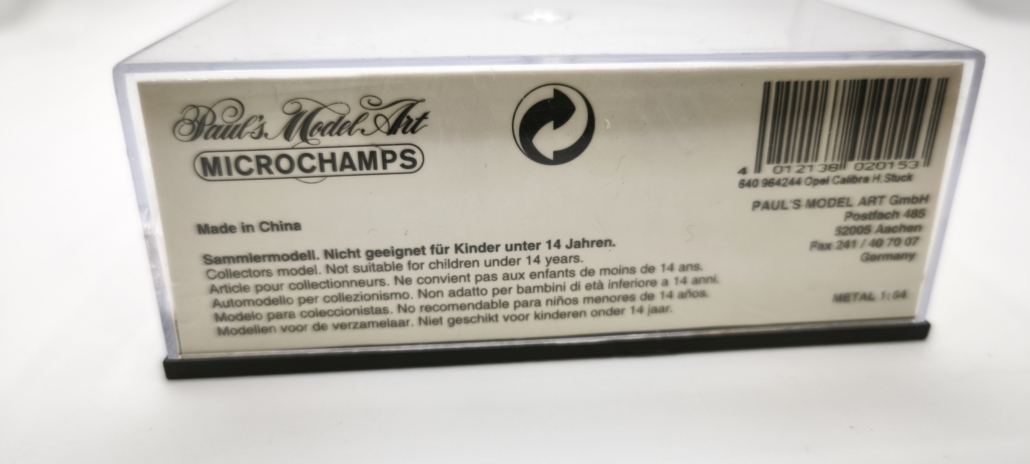 Paul's Model Art
MICROCHAMPS
Made in China
Sammlermodell. Nicht geeignet für Kinder unter 14 Jahren.
Collectors model. Not suitable for children under 14 years.
Article pour collectionneurs. Ne convient pas aux enfants de moins de 14 ans.
Automodello per collezionismo. Non adatto per bambini di età inferiore a 14 anni.
Modelo para coleccionistas. No recomendable para niños menores de 14 años.
Modellen voor de verzamelaar. Niet geschikt voor kinderen onder 14 jaar.
4 012138 020153
640 964244 Opel Calibra H.Stuck
PAUL'S MODEL ART GmbH
Postfach 485
52005 Aachen
Fax 241 / 40 70 07
Germany
METAL 1:64